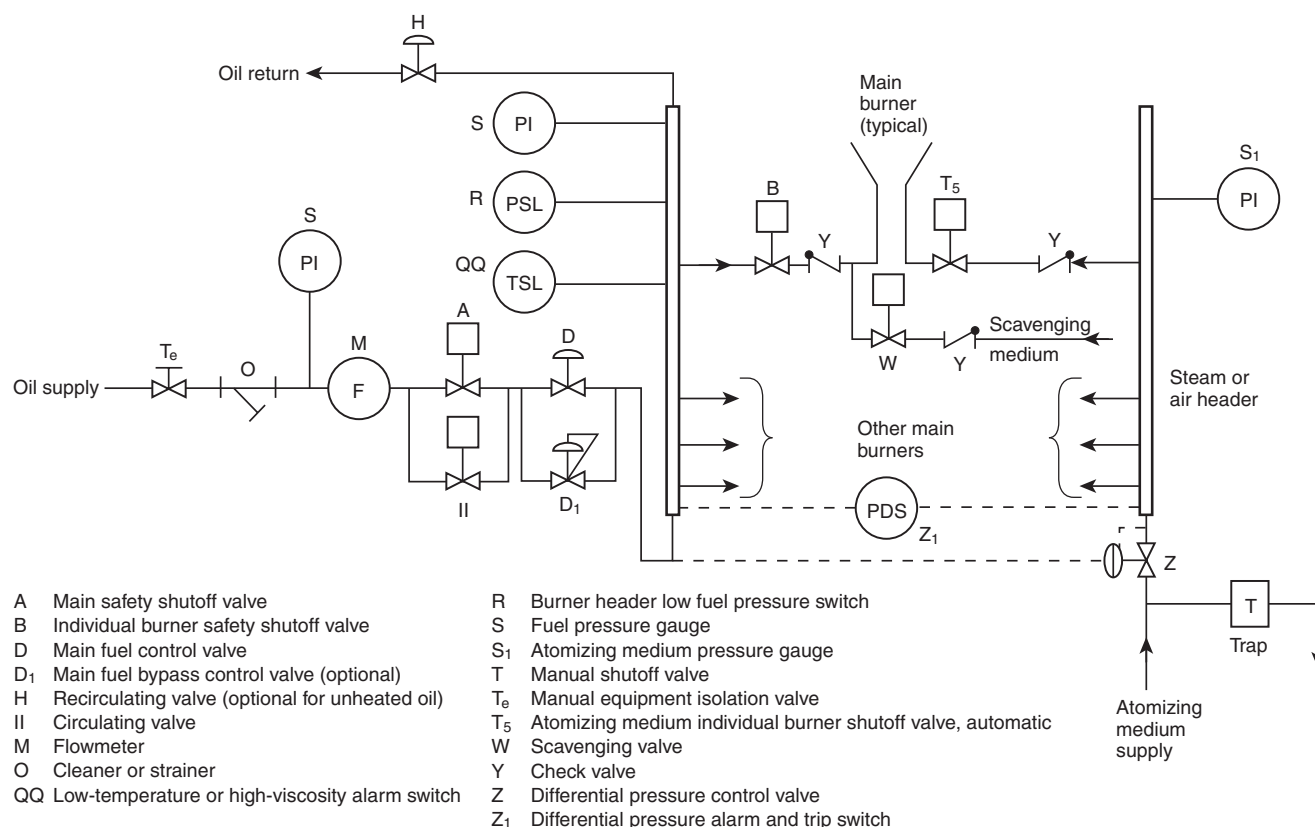 H
Oil return
Main
burner
(typical)
S
PI
S₁
PI
R
PSL
B
T₅
Y
Y
S
PI
QQ
TSL
A
D
W
Y
Scavenging
medium
Tₑ
O
M
F
Oil supply
Steam or
air header
Other main
burners
II
D₁
PDS
Z₁
Z
T
Trap
Atomizing
medium
supply
A Main safety shutoff valve
B Individual burner safety shutoff valve
D Main fuel control valve
D₁ Main fuel bypass control valve (optional)
H Recirculating valve (optional for unheated oil)
II Circulating valve
M Flowmeter
O Cleaner or strainer
QQ Low-temperature or high-viscosity alarm switch
R Burner header low fuel pressure switch
S Fuel pressure gauge
S₁ Atomizing medium pressure gauge
T Manual shutoff valve
Tₑ Manual equipment isolation valve
T₅ Atomizing medium individual burner shutoff valve, automatic
W Scavenging valve
Y Check valve
Z Differential pressure control valve
Z₁ Differential pressure alarm and trip switch